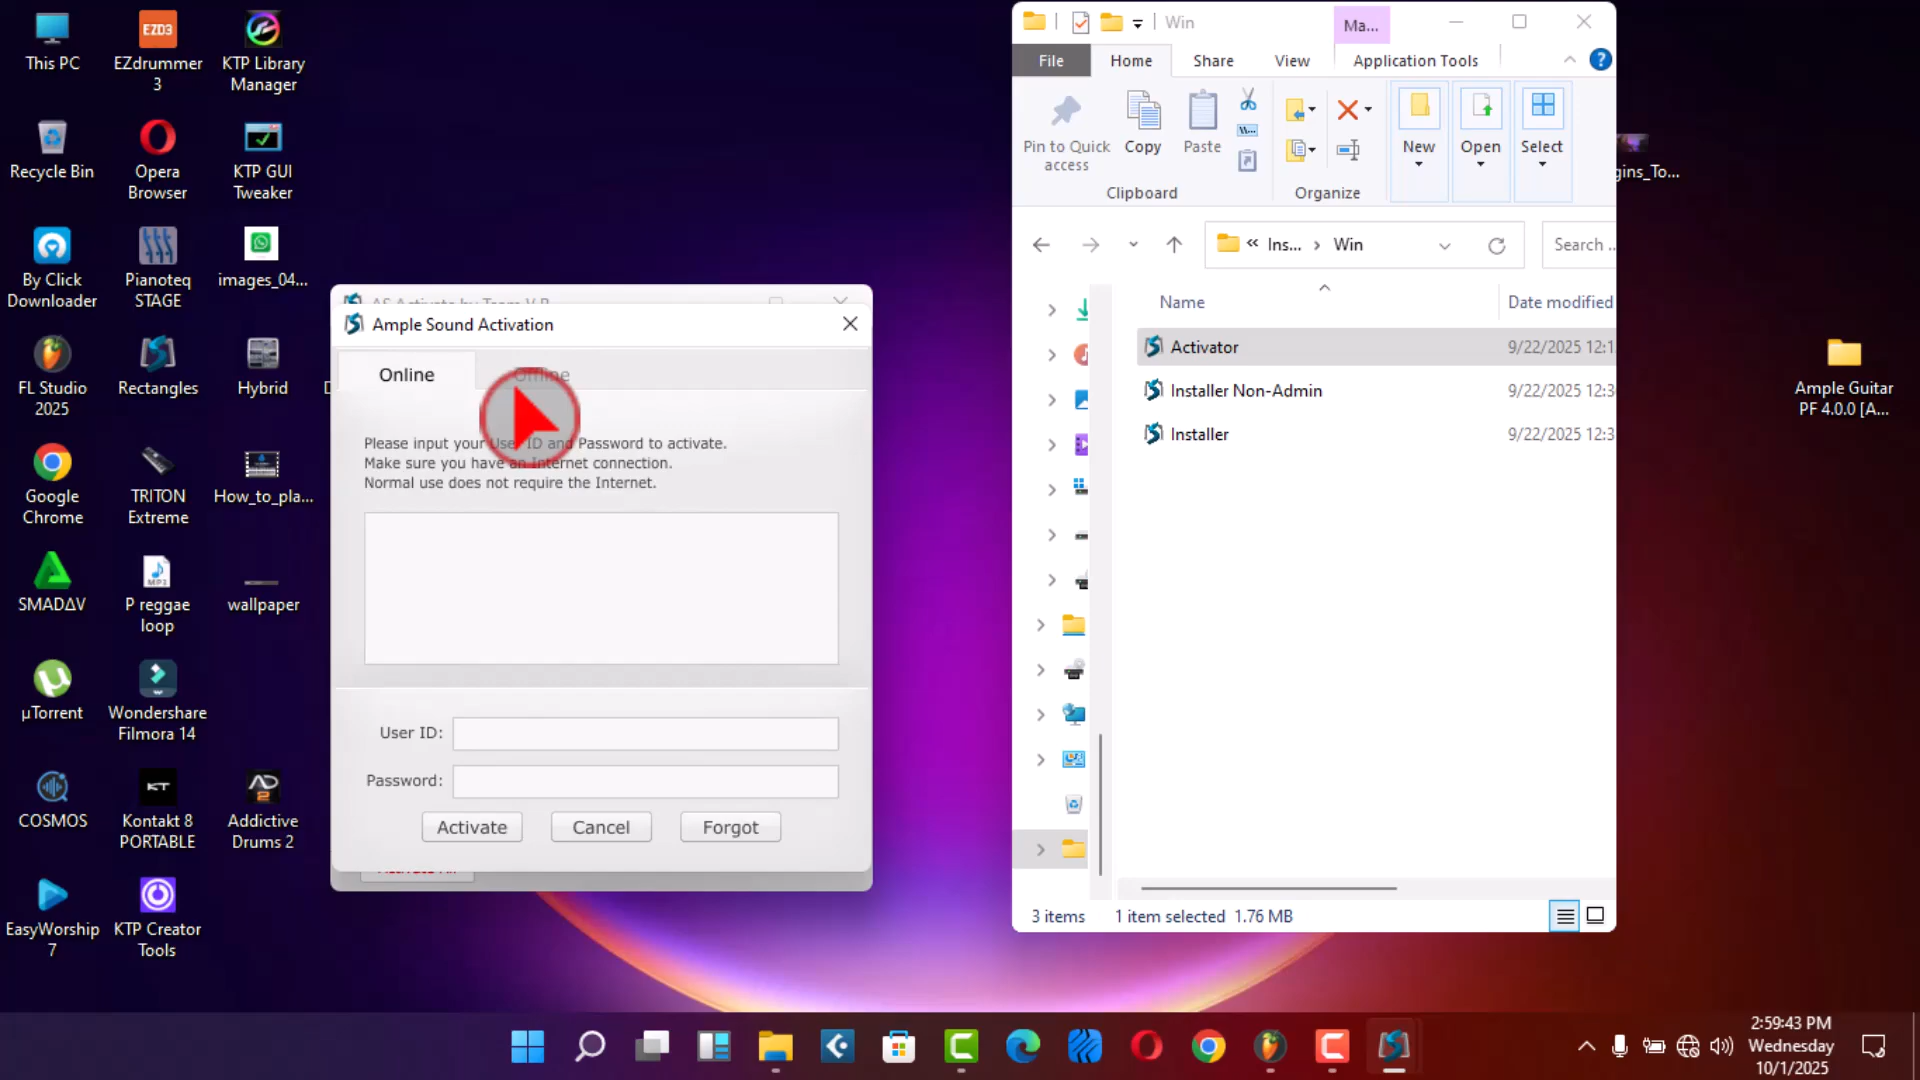 This PC
EZD3
EZdrummer
3
KTP Library
Manager
Recycle Bin
Opera
Browser
KTP GUI
Tweaker
By Click
Downloader
Pianoteq
STAGE
images_04...
FL Studio
2025
Rectangles
Hybrid
Google
Chrome
TRITON
Extreme
How_to_pla...
SMADΔV
MP3
P reggae
loop
wallpaper
µTorrent
Wondershare
Filmora 14
COSMOS
KT
Kontakt 8
PORTABLE
Addictive
Drums 2
EasyWorship
7
KTP Creator
Tools
Ample Sound Activation
Online
Offline
Please input your User ID and Password to activate.
Make sure you have an Internet connection.
Normal use does not require the Internet.
User ID:
Password:
Activate
Cancel
Forgot
Win
Ma...
File
Home
Share
View
Application Tools
Pin to Quick
access
Copy
Paste
New
Open
Select
Clipboard
Organize
« Ins... › Win
Search ..
Name
Date modified
Activator
9/22/2025 12:1
Installer Non-Admin
9/22/2025 12:3
Installer
9/22/2025 12:3
3 items
1 item selected 1.76 MB
gins_To...
Ample Guitar
PF 4.0.0 [A...
2:59:43 PM
Wednesday
10/1/2025